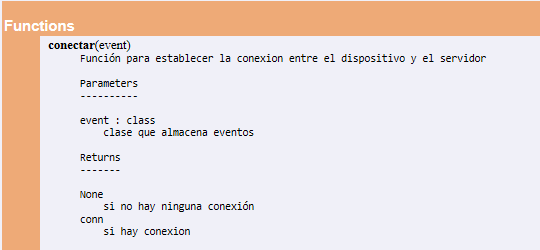 Functions
conectar(event)
Función para establecer la conexion entre el dispositivo y el servidor
Parameters
----------
event : class
clase que almacena eventos
Returns
-------
None
si no hay ninguna conexión
conn
si hay conexion